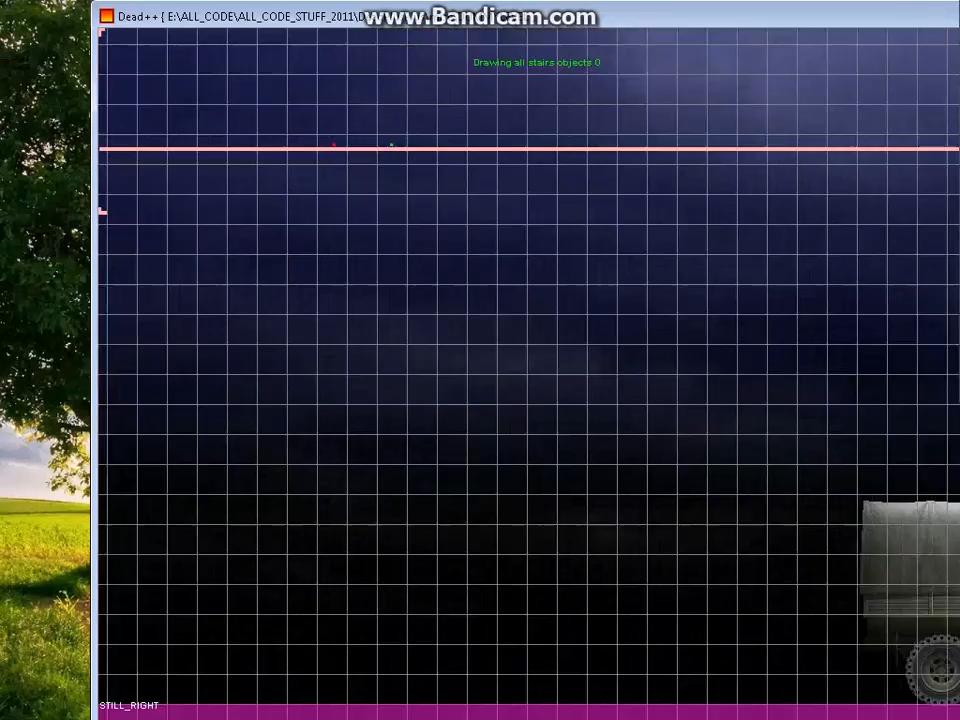 Dead++ { E:\ALL_CODE\ALL_CODE_STUFF_2011\D
www.Bandicam.com
Drawing all stairs objects 0
STILL_RIGHT